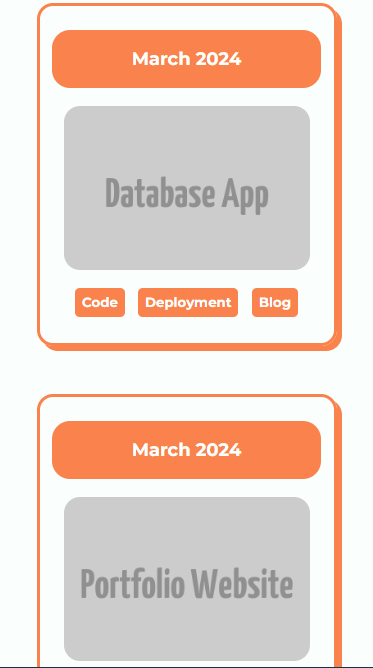 March 2024
Database App
Code Deployment Blog
March 2024
Portfolio Website